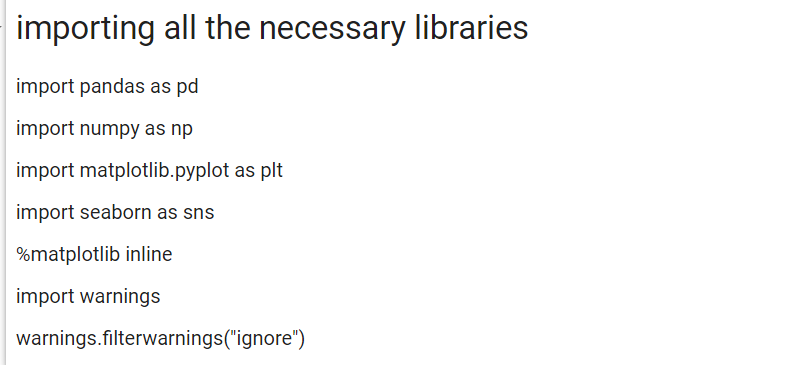 importing all the necessary libraries
import pandas as pd
import numpy as np
import matplotlib.pyplot as plt
import seaborn as sns
%matplotlib inline
import warnings
warnings.filterwarnings("ignore")